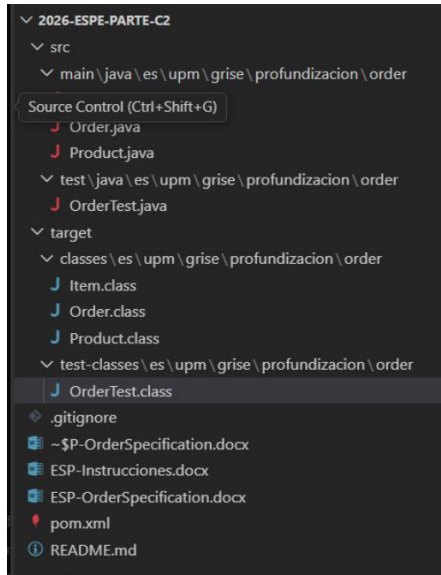 2026-ESPE-PARTE-C2
src
main\java\es\upm\grise\profundizacion\order
Source Control (Ctrl+Shift+G)
Order.java
Product.java
test\java\es\upm\grise\profundizacion\order
OrderTest.java
target
classes\es\upm\grise\profundizacion\order
Item.class
Order.class
Product.class
test-classes\es\upm\grise\profundizacion\order
OrderTest.class
.gitignore
~$P-OrderSpecification.docx
ESP-Instrucciones.docx
ESP-OrderSpecification.docx
pom.xml
README.md